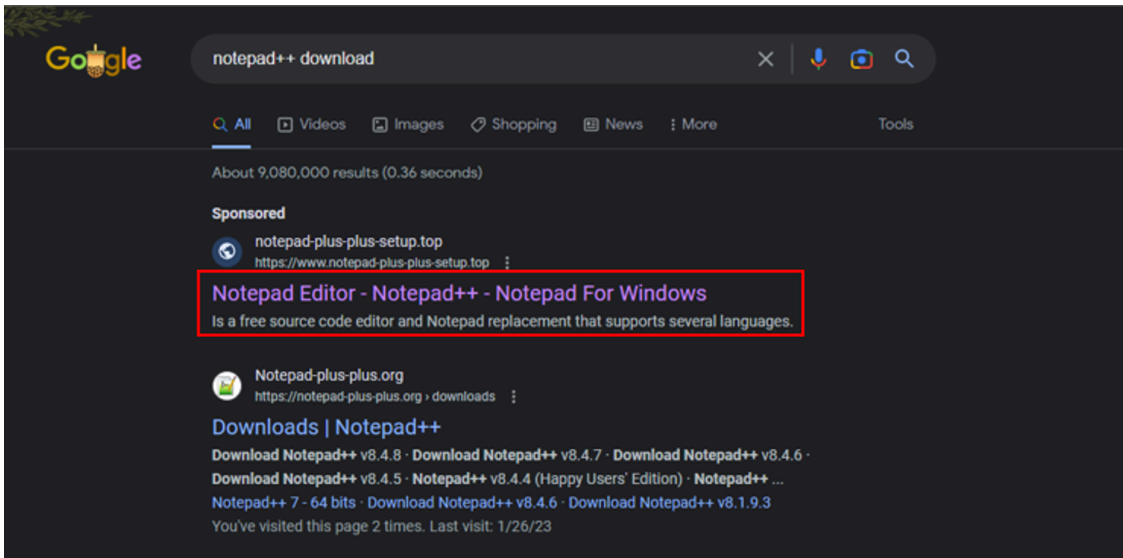 Google
notepad++ download
All Videos Images Shopping News More Tools
About 9,080,000 results (0.36 seconds)
Sponsored
notepad-plus-plus-setup.top
https://www.notepad-plus-plus-setup.top
Notepad Editor - Notepad++ - Notepad For Windows
Is a free source code editor and Notepad replacement that supports several languages.
Notepad-plus-plus.org
https://notepad-plus-plus.org › downloads
Downloads | Notepad++
Download Notepad++ v8.4.8 · Download Notepad++ v8.4.7 · Download Notepad++ v8.4.6 ·
Download Notepad++ v8.4.5 · Notepad++ v8.4.4 (Happy Users' Edition) · Notepad++ ...
Notepad++ 7 - 64 bits · Download Notepad++ v8.4.6 · Download Notepad++ v8.1.9.3
You've visited this page 2 times. Last visit: 1/26/23